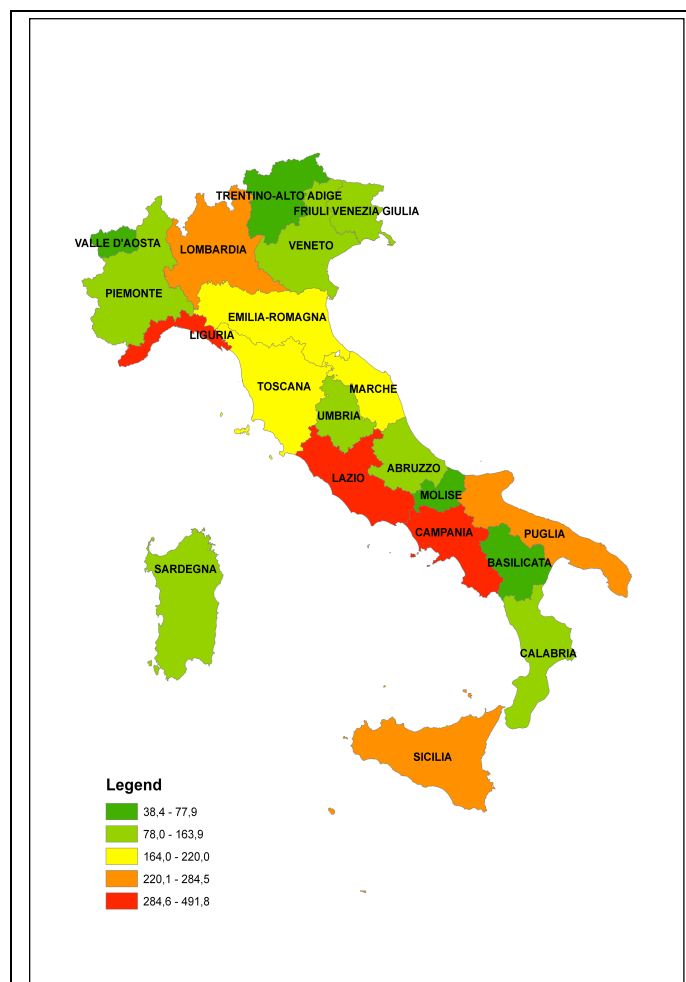 TRENTINO-ALTO ADIGE
FRIULI VENEZIA GIULIA
VALLE D'AOSTA
LOMBARDIA
VENETO
PIEMONTE
EMILIA-ROMAGNA
LIGURIA
TOSCANA
MARCHE
UMBRIA
ABRUZZO
LAZIO
MOLISE
CAMPANIA
PUGLIA
BASILICATA
SARDEGNA
CALABRIA
SICILIA
Legend
38,4 - 77,9
78,0 - 163,9
164,0 - 220,0
220,1 - 284,5
284,6 - 491,8